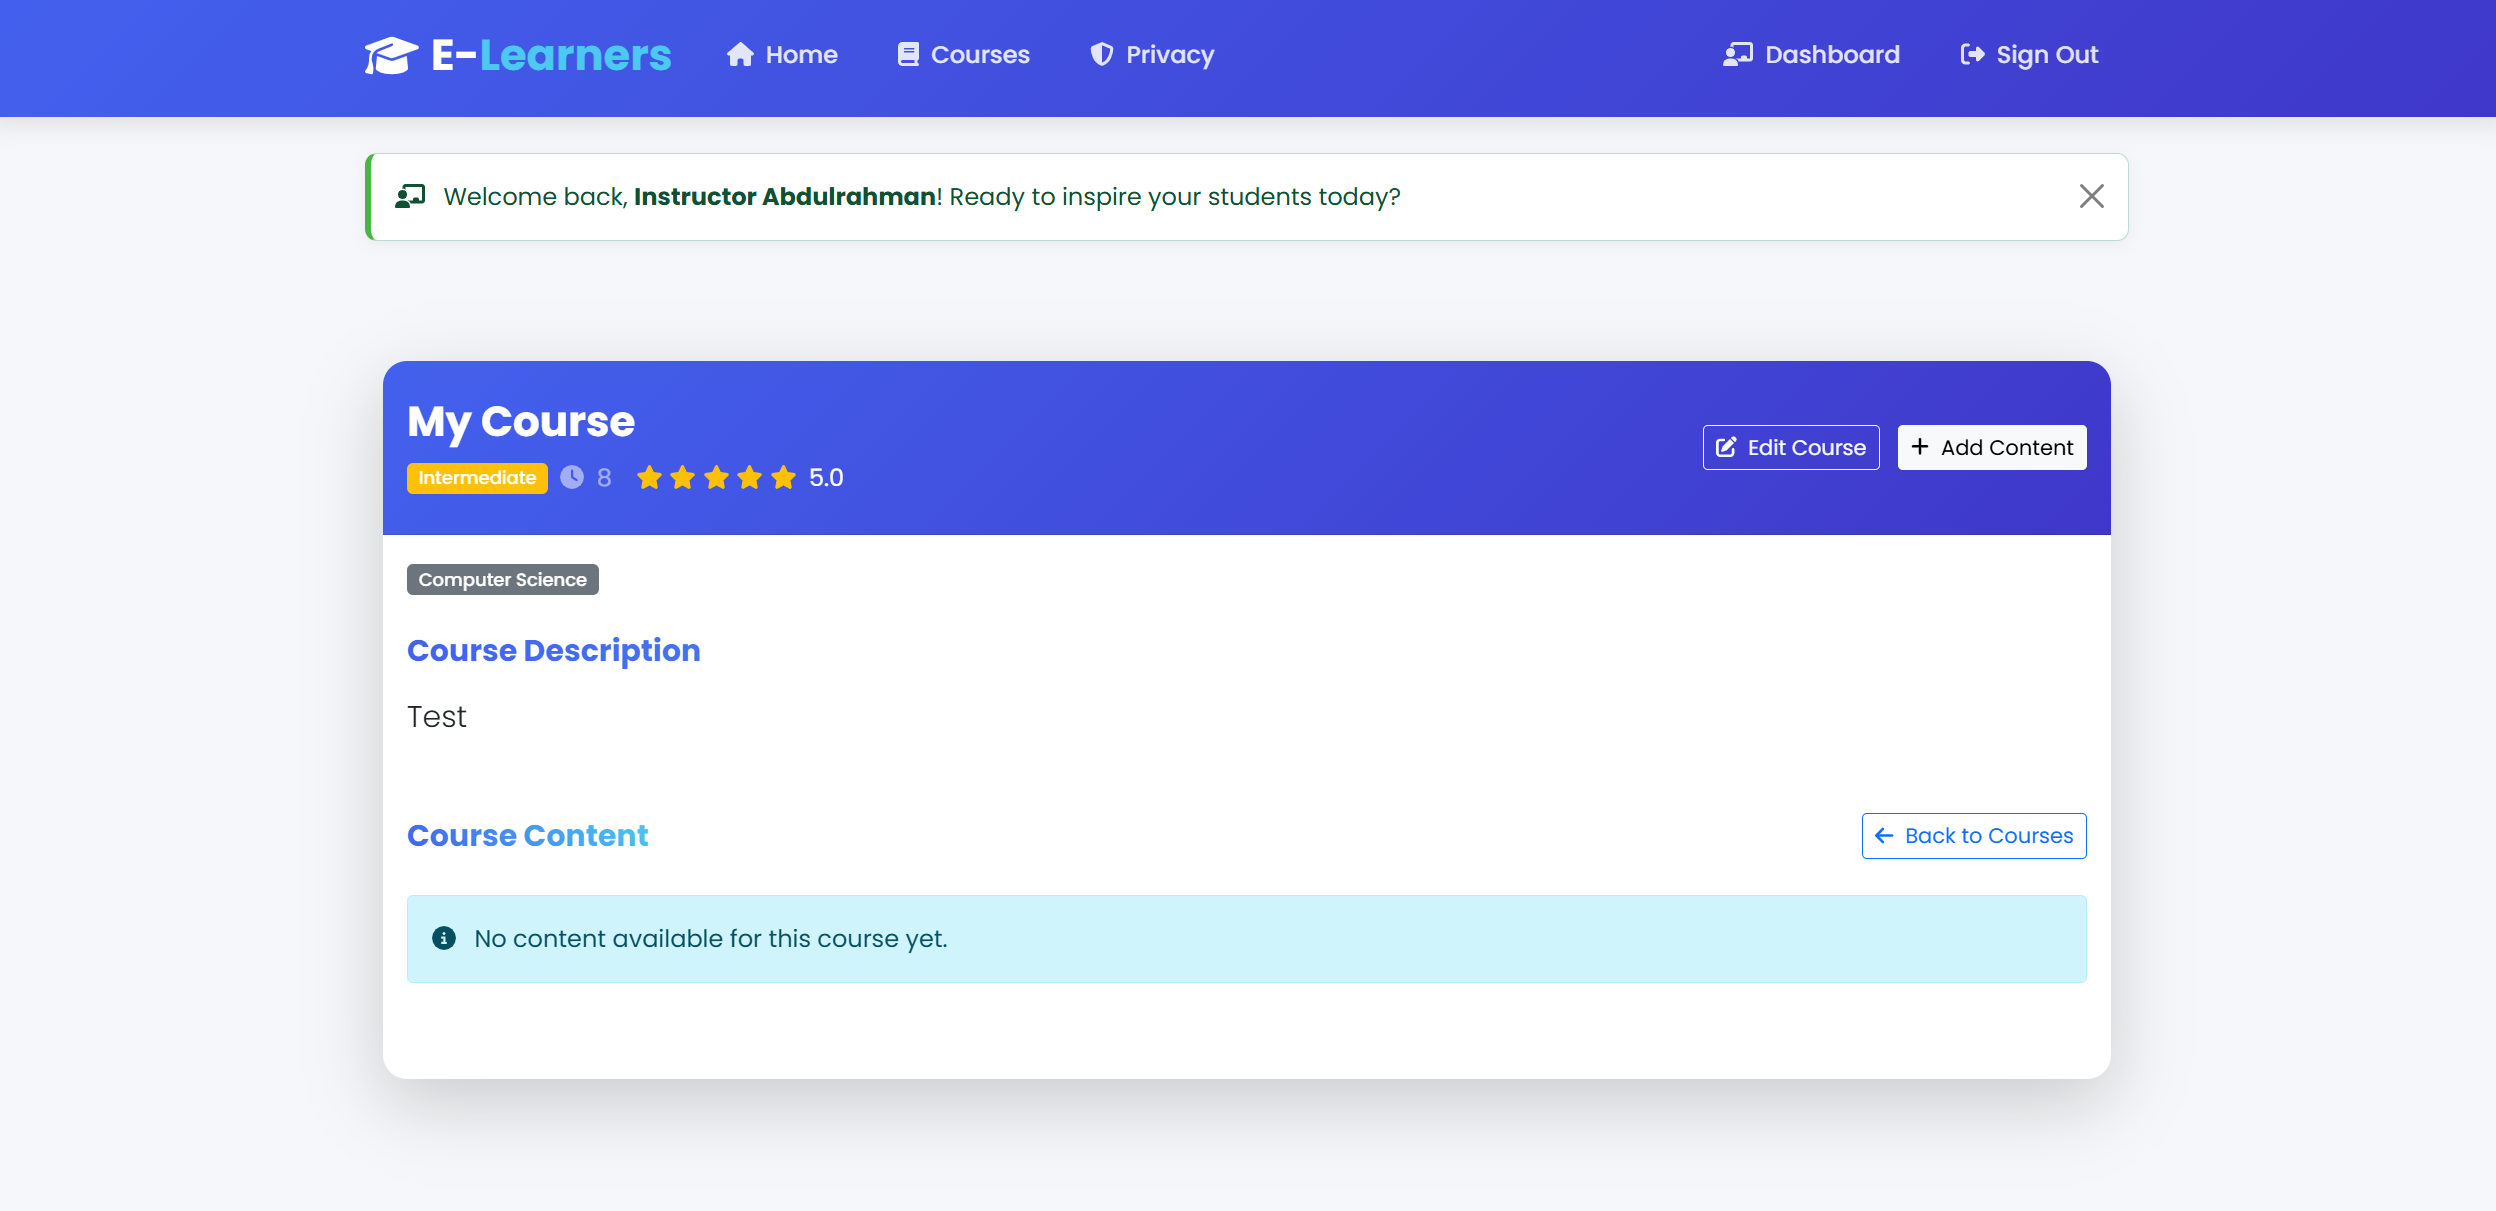 E-Learners Home Courses Privacy Dashboard Sign Out
Welcome back, Instructor Abdulrahman! Ready to inspire your students today?
My Course
Edit Course Add Content
Intermediate 8 5.0
Computer Science
Course Description
Test
Course Content Back to Courses
No content available for this course yet.